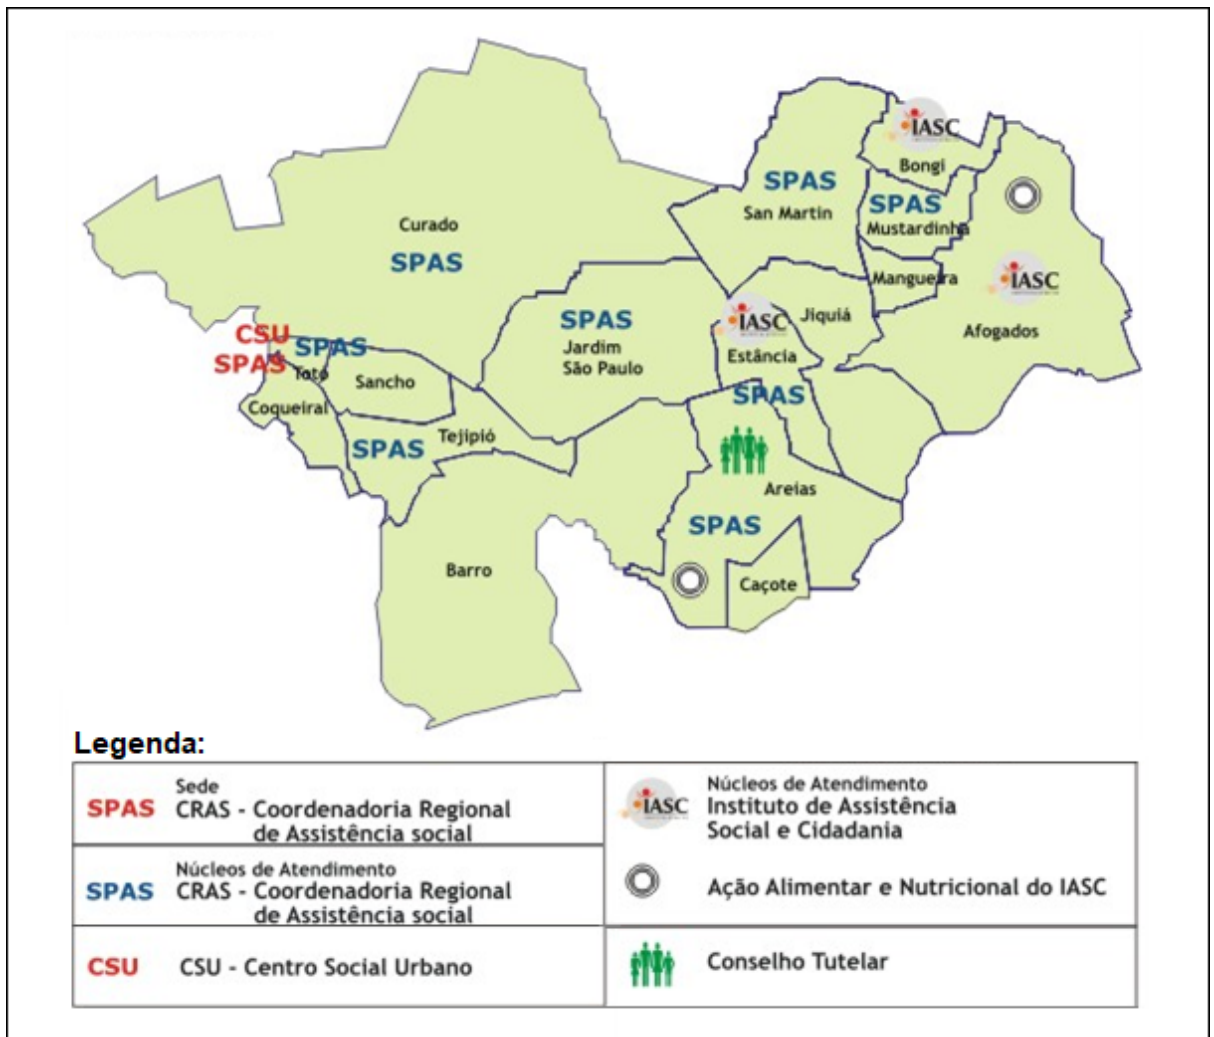 IASC
Bongi
SPAS
San Martin
SPAS
Mustardinha
Curado
SPAS
Mangueira
IASC
Afogados
SPAS
Jardim
São Paulo
IASC
Jiquiá
Estância
CSU
SPAS
SPAS
Totó
Sancho
Coqueiral
SPAS
Tejipió
SPAS
Areias
SPAS
Barro
Caçote
Legenda:
SPAS
Sede
CRAS - Coordenadoria Regional
de Assistência social
SPAS
Núcleos de Atendimento
CRAS - Coordenadoria Regional
de Assistência social
CSU
CSU - Centro Social Urbano
IASC
Núcleos de Atendimento
Instituto de Assistência
Social e Cidadania
Ação Alimentar e Nutricional do IASC
Conselho Tutelar